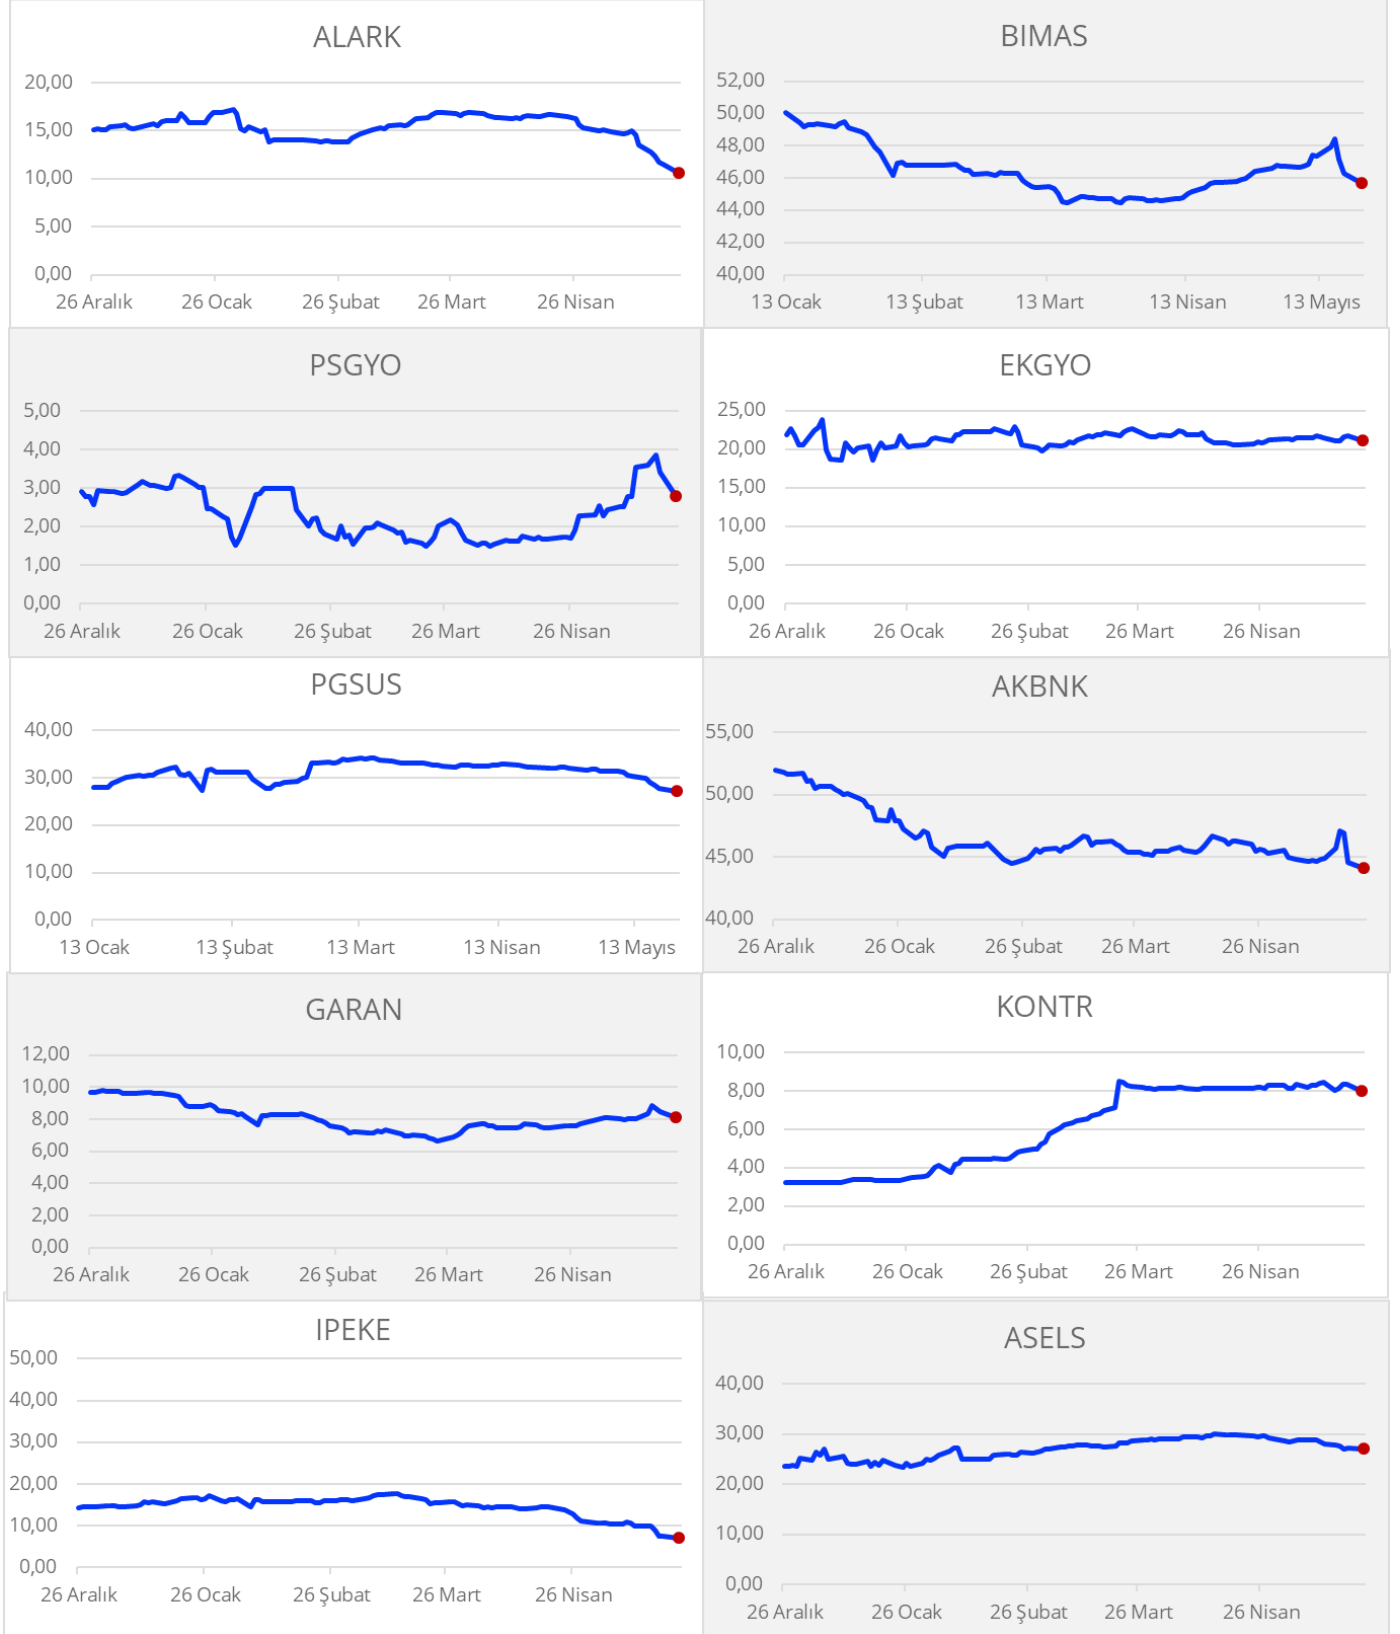 ALARK
20,00
15,00
10,00
5,00
0,00
26 Aralık 26 Ocak 26 Şubat 26 Mart 26 Nisan
BIMAS
52,00
50,00
48,00
46,00
44,00
42,00
40,00
13 Ocak 13 Şubat 13 Mart 13 Nisan 13 Mayıs
PSGYO
5,00
4,00
3,00
2,00
1,00
0,00
26 Aralık 26 Ocak 26 Şubat 26 Mart 26 Nisan
EKGYO
25,00
20,00
15,00
10,00
5,00
0,00
26 Aralık 26 Ocak 26 Şubat 26 Mart 26 Nisan
PGSUS
40,00
30,00
20,00
10,00
0,00
13 Ocak 13 Şubat 13 Mart 13 Nisan 13 Mayıs
AKBNK
55,00
50,00
45,00
40,00
26 Aralık 26 Ocak 26 Şubat 26 Mart 26 Nisan
GARAN
12,00
10,00
8,00
6,00
4,00
2,00
0,00
26 Aralık 26 Ocak 26 Şubat 26 Mart 26 Nisan
KONTR
10,00
8,00
6,00
4,00
2,00
0,00
26 Aralık 26 Ocak 26 Şubat 26 Mart 26 Nisan
IPEKE
50,00
40,00
30,00
20,00
10,00
0,00
26 Aralık 26 Ocak 26 Şubat 26 Mart 26 Nisan
ASELS
40,00
30,00
20,00
10,00
0,00
26 Aralık 26 Ocak 26 Şubat 26 Mart 26 Nisan